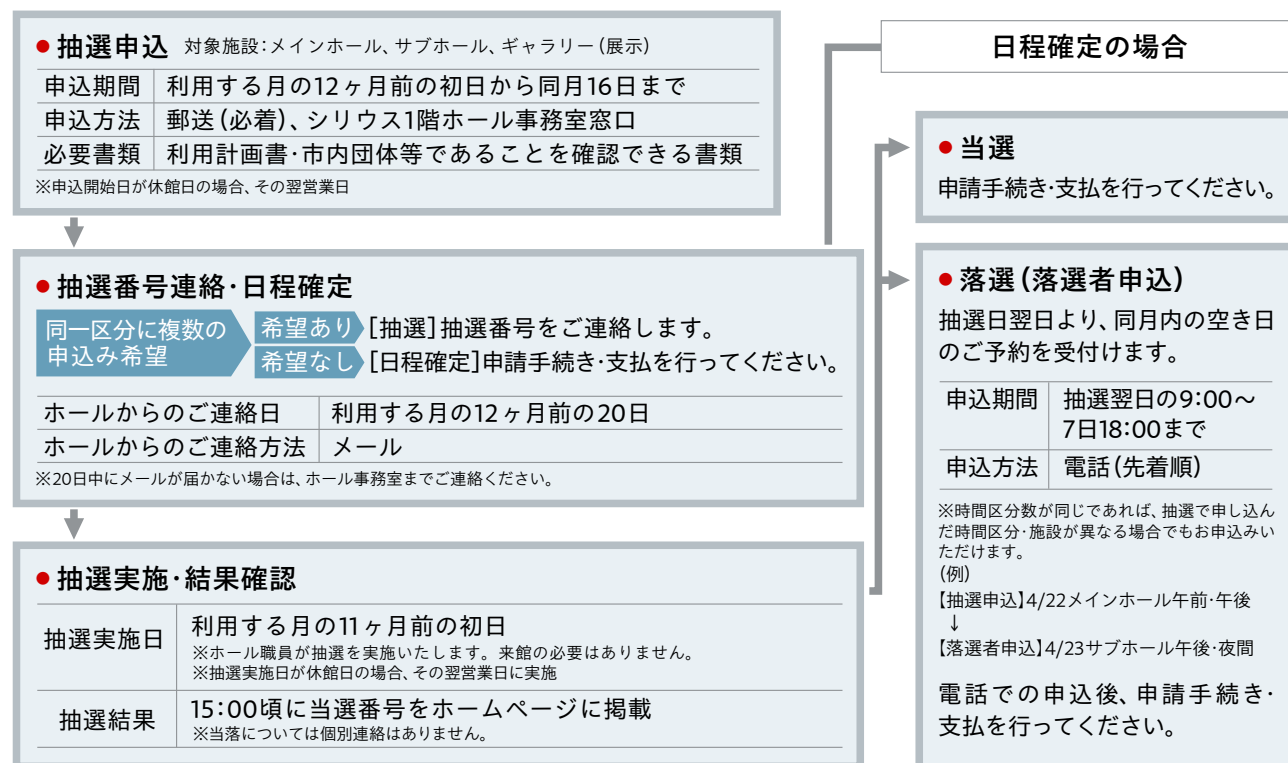 ● 抽選申込 対象施設:メインホール、サブホール、ギャラリー(展示)
申込期間 利用する月の12ヶ月前の初日から同月16日まで
申込方法 郵送(必着)、シリウス1階ホール事務室窓口
必要書類 利用計画書・市内団体等であることを確認できる書類
※申込開始日が休館日の場合、その翌営業日
● 抽選番号連絡・日程確定
同一区分に複数の
申込み希望
希望あり [抽選]抽選番号をご連絡します。
希望なし [日程確定]申請手続き・支払を行ってください。
ホールからのご連絡日 利用する月の12ヶ月前の20日
ホールからのご連絡方法 メール
※20日中にメールが届かない場合は、ホール事務室までご連絡ください。
● 抽選実施・結果確認
抽選実施日 利用する月の11ヶ月前の初日
※ホール職員が抽選を実施いたします。来館の必要はありません。
※抽選実施日が休館日の場合、その翌営業日に実施
抽選結果 15:00頃に当選番号をホームページに掲載
※当落については個別連絡はありません。
日程確定の場合
● 当選
申請手続き・支払を行ってください。
● 落選(落選者申込)
抽選日翌日より、同月内の空き日
のご予約を受付けます。
申込期間 抽選翌日の9:00〜
7日18:00まで
申込方法 電話(先着順)
※時間区分数が同じであれば、抽選で申し込ん
だ時間区分・施設が異なる場合でもお申込みい
ただけます。
(例)
【抽選申込】4/22メインホール午前・午後
↓
【落選者申込】4/23サブホール午後・夜間
電話での申込後、申請手続き・
支払を行ってください。